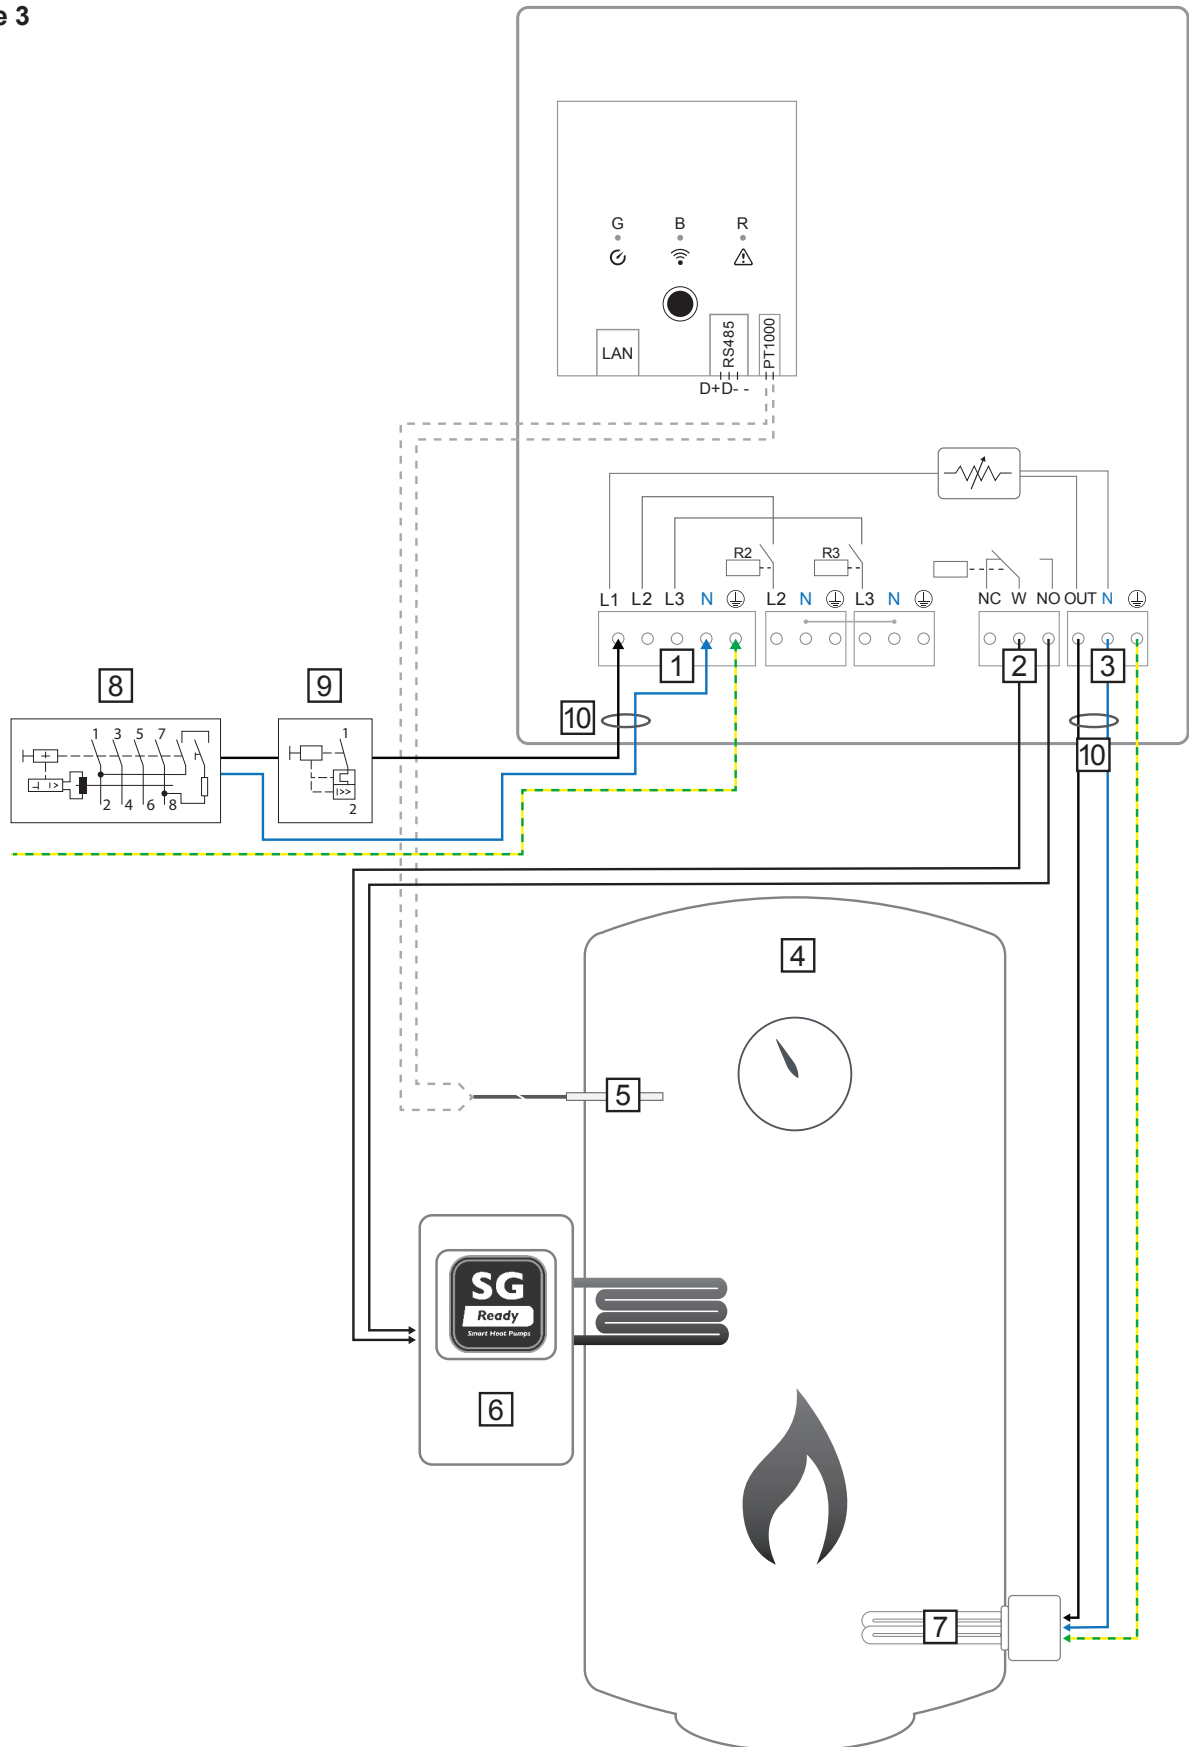 e 3
G B R
LAN
RS485
PT1000
D+D- -
R2 R3
L1 L2 L3 N L2 N L3 N NC W NO OUT N
1 2 3
8 9
10
10
1 3 5 7
2 4 6 8
I>
1
I>>
2
4
5
SG
Ready
Smart Heat Pumps
6
7